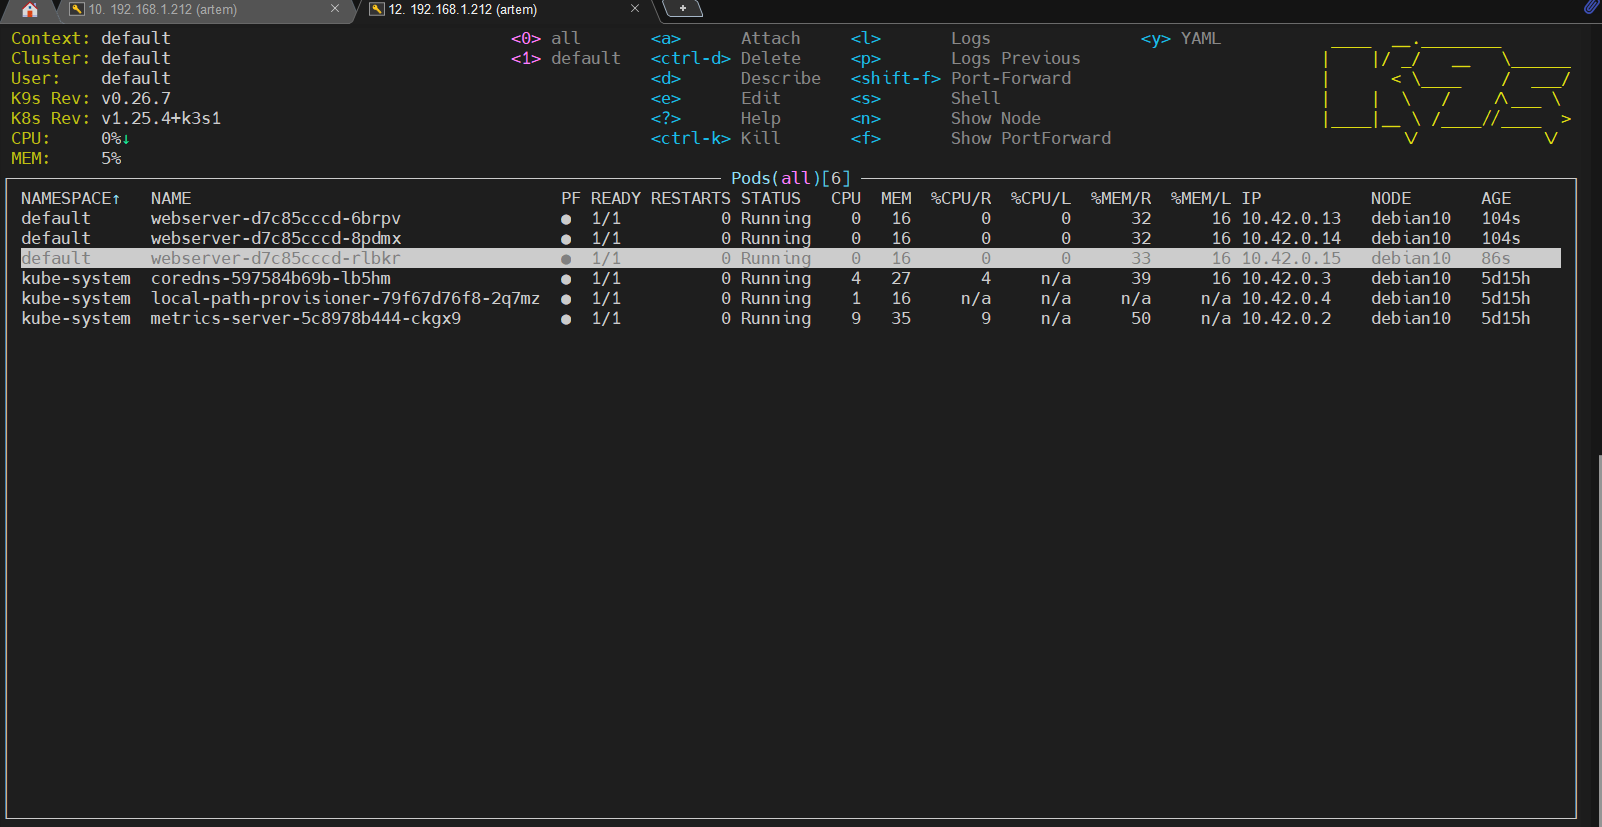 10. 192.168.1.212 (artem) × 12. 192.168.1.212 (artem) × +
Context: default <0> all <a> Attach <l> Logs <y> YAML
Cluster: default <1> default <ctrl-d> Delete <p> Logs Previous
User: default <d> Describe <shift-f> Port-Forward
K9s Rev: v0.26.7 <e> Edit <s> Shell
K8s Rev: v1.25.4+k3s1 <?> Help <n> Show Node
CPU: 0%↓ <ctrl-k> Kill <f> Show PortForward
MEM: 5%
Pods(all)[6]
NAMESPACE↑ NAME PF READY RESTARTS STATUS CPU MEM %CPU/R %CPU/L %MEM/R %MEM/L IP NODE AGE
default webserver-d7c85cccd-6brpv ● 1/1 0 Running 0 16 0 0 32 16 10.42.0.13 debian10 104s
default webserver-d7c85cccd-8pdmx ● 1/1 0 Running 0 16 0 0 32 16 10.42.0.14 debian10 104s
default webserver-d7c85cccd-rlbkr ● 1/1 0 Running 0 16 0 0 33 16 10.42.0.15 debian10 86s
kube-system coredns-597584b69b-lb5hm ● 1/1 0 Running 4 27 4 n/a 39 16 10.42.0.3 debian10 5d15h
kube-system local-path-provisioner-79f67d76f8-2q7mz ● 1/1 0 Running 1 16 n/a n/a n/a n/a 10.42.0.4 debian10 5d15h
kube-system metrics-server-5c8978b444-ckgx9 ● 1/1 0 Running 9 35 9 n/a 50 n/a 10.42.0.2 debian10 5d15h